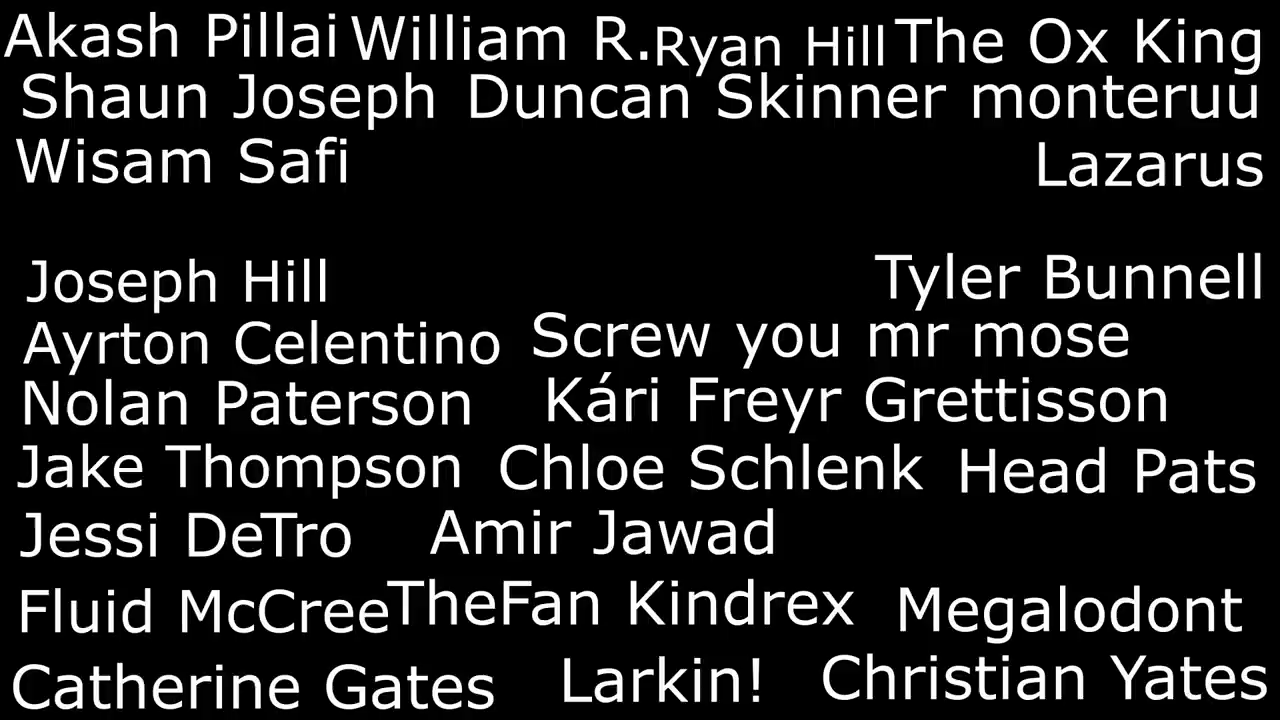 Akash Pillai William R. Ryan Hill The Ox King
Shaun Joseph Duncan Skinner monteruu
Wisam Safi Lazarus
Joseph Hill Tyler Bunnell
Ayrton Celentino Screw you mr mose
Nolan Paterson Kári Freyr Grettisson
Jake Thompson Chloe Schlenk Head Pats
Jessi DeTro Amir Jawad
Fluid McCree TheFan Kindrex Megalodont
Catherine Gates Larkin! Christian Yates